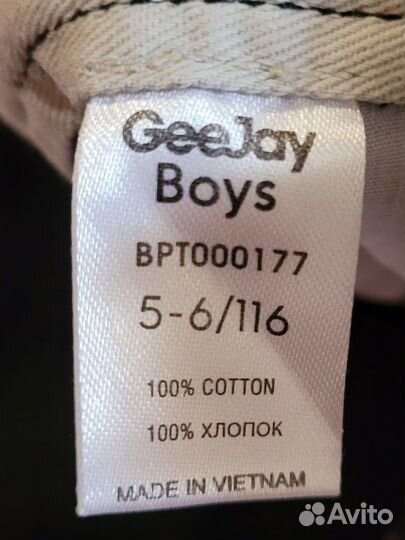 GeeJay
Boys
BPT000177
5-6/116
100% COTTON
100% ХЛОПОК
MADE IN VIETNAM
Avito